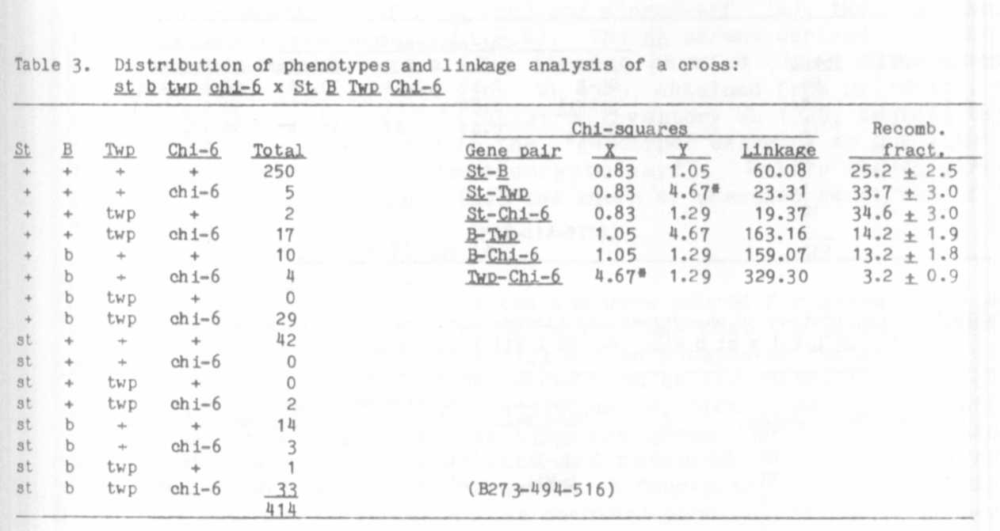 Table 3. Distribution of phenotypes and linkage analysis of a cross:
st b twp chi-6 x St B Twp Chi-6
Chi-squares Recomb.
St B Twp Chi-6 Total Gene pair X Y Linkage fract.
+ + + + 250 St-B 0.83 1.05 60.08 25.2 ± 2.5
+ + + chi-6 5 St-Twp 0.83 4.67* 23.31 33.7 ± 3.0
+ + twp + 2 St-Chi-6 0.83 1.29 19.37 34.6 ± 3.0
+ + twp chi-6 17 B-Twp 1.05 4.67 163.16 14.2 ± 1.9
+ b + + 10 B-Chi-6 1.05 1.29 159.07 13.2 ± 1.8
+ b + chi-6 4 Twp-Chi-6 4.67* 1.29 329.30 3.2 ± 0.9
+ b twp + 0
+ b twp chi-6 29
st + + + 42
st + + chi-6 0
st + twp + 0
st + twp chi-6 2
st b + + 14
st b + chi-6 3
st b twp + 1
st b twp chi-6 33 (B273-494-516)
414